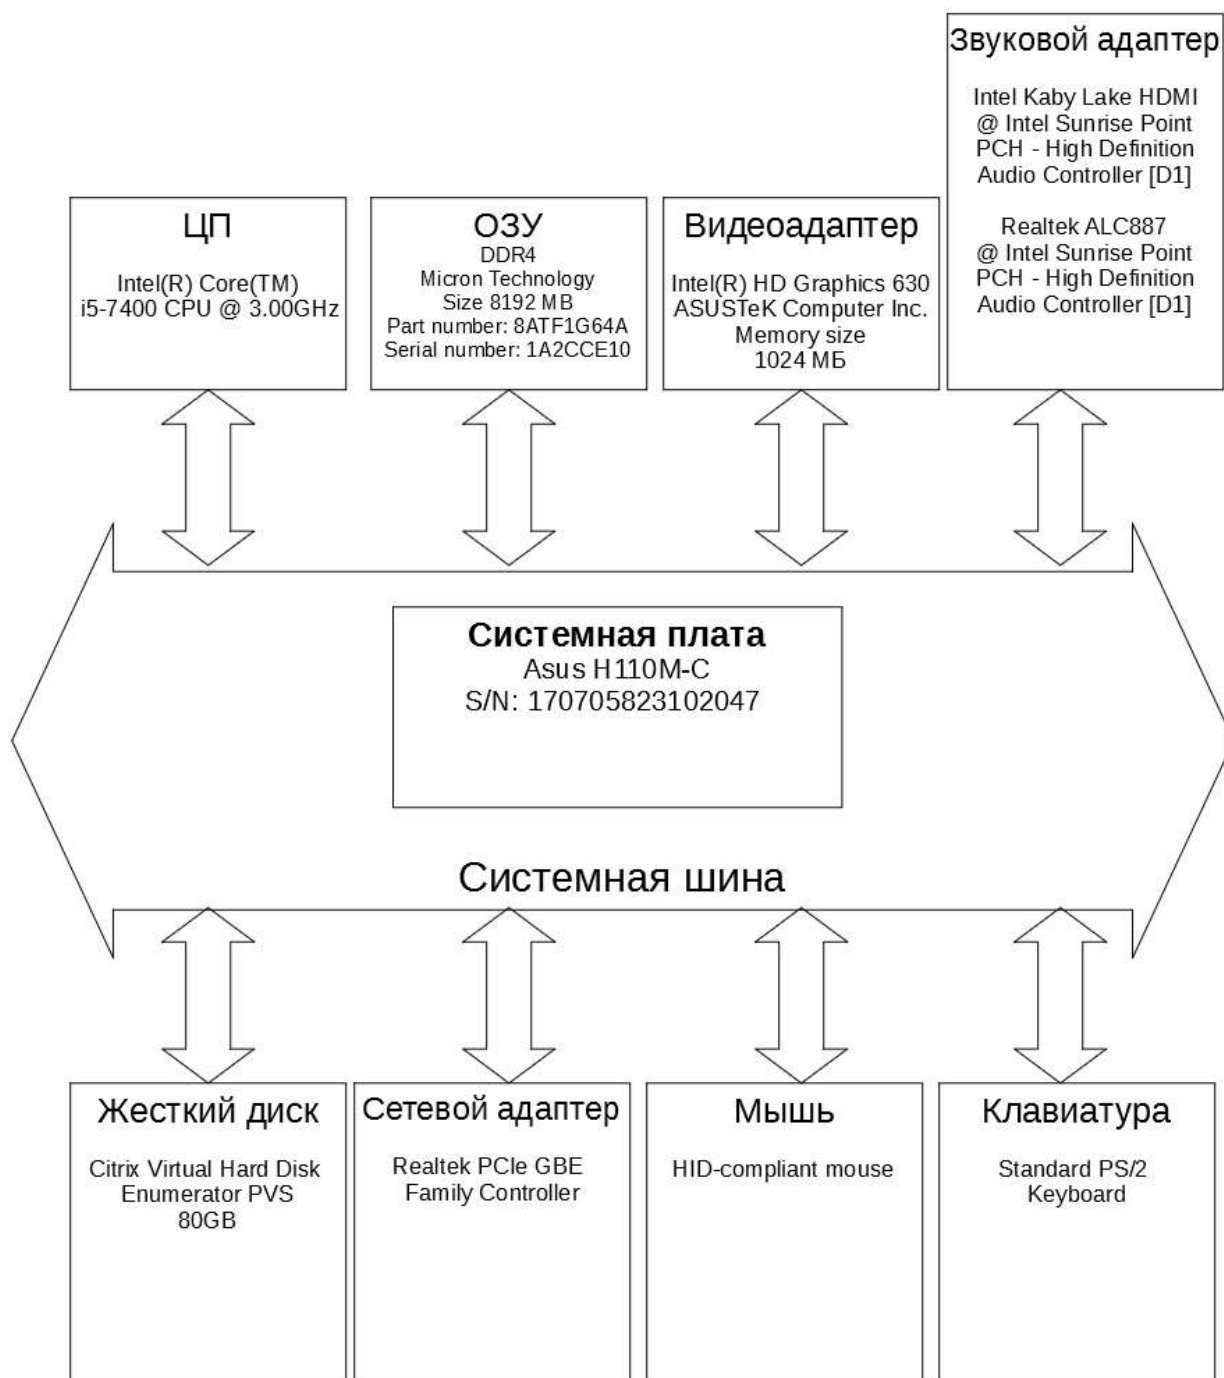 Звуковой адаптер
Intel Kaby Lake HDMI
@ Intel Sunrise Point
PCH - High Definition
Audio Controller [D1]
Realtek ALC887
@ Intel Sunrise Point
PCH - High Definition
Audio Controller [D1]
ЦП
Intel(R) Core(TM)
i5-7400 CPU @ 3.00GHz
ОЗУ
DDR4
Micron Technology
Size 8192 MB
Part number: 8ATF1G64A
Serial number: 1A2CCE10
Видеоадаптер
Intel(R) HD Graphics 630
ASUSTeK Computer Inc.
Memory size
1024 МБ
Системная плата
Asus H110M-C
S/N: 170705823102047
Системная шина
Жесткий диск
Citrix Virtual Hard Disk
Enumerator PVS
80GB
Сетевой адаптер
Realtek PCIe GBE
Family Controller
Мышь
HID-compliant mouse
Клавиатура
Standard PS/2
Keyboard